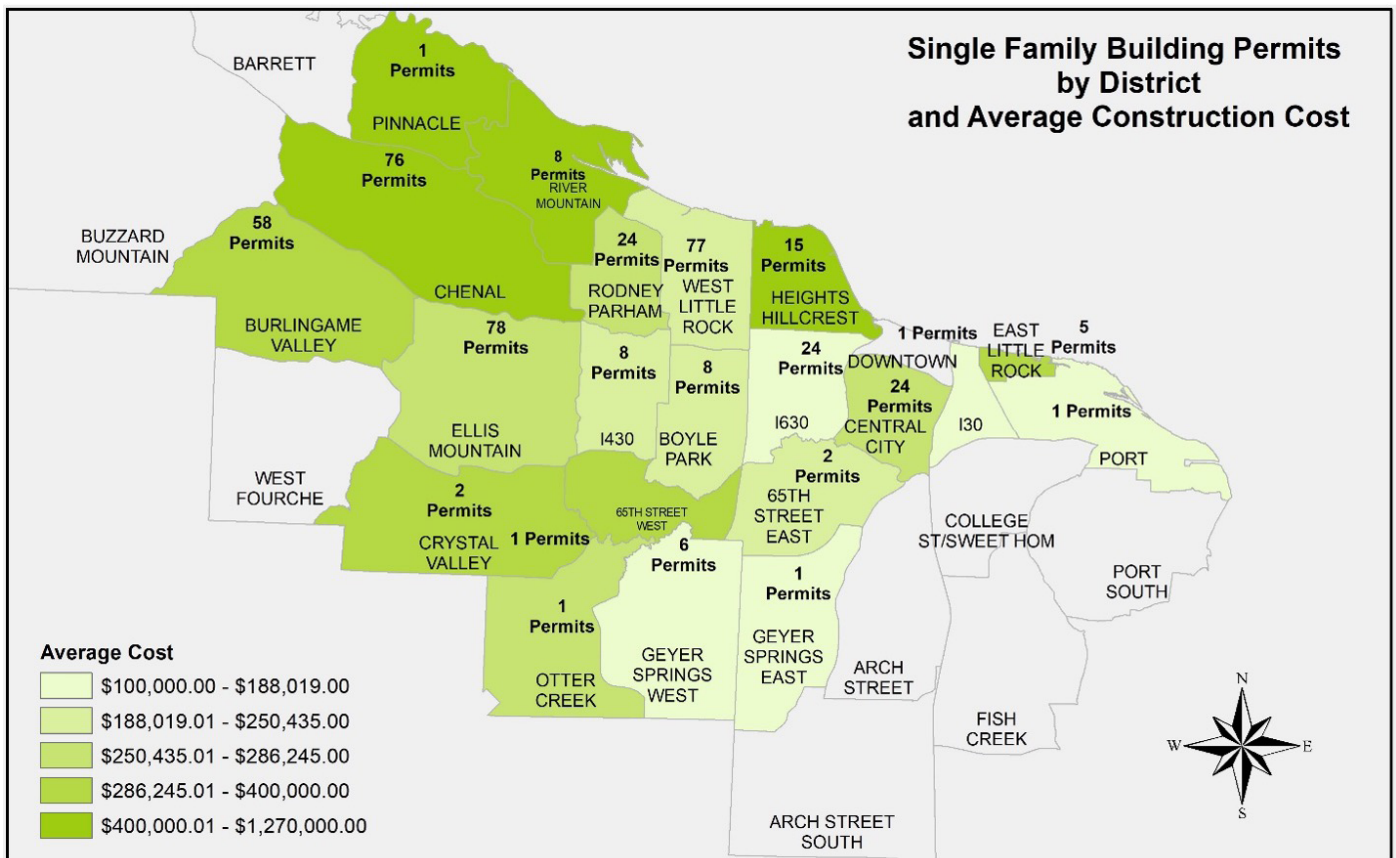 Single Family Building Permits
by District
and Average Construction Cost
BARRETT
1
Permits
PINNACLE
76
Permits
8
Permits
RIVER
MOUNTAIN
BUZZARD
MOUNTAIN
58
Permits
CHENAL
BURLINGAME
VALLEY
24
Permits
RODNEY
PARHAM
77
Permits
WEST
LITTLE
ROCK
15
Permits
HEIGHTS
HILLCREST
78
Permits
ELLIS
MOUNTAIN
8
Permits
I430
8
Permits
BOYLE
PARK
24
Permits
I630
1 Permits
DOWNTOWN
24
Permits
CENTRAL
CITY
EAST
LITTLE
ROCK
5
Permits
I30
1 Permits
PORT
WEST
FOURCHE
2
Permits
CRYSTAL
VALLEY
1 Permits
65TH STREET
WEST
2
Permits
65TH
STREET
EAST
COLLEGE
ST/SWEET HOM
PORT
SOUTH
1
Permits
OTTER
CREEK
6
Permits
GEYER
SPRINGS
WEST
1
Permits
GEYER
SPRINGS
EAST
ARCH
STREET
FISH
CREEK
ARCH STREET
SOUTH
Average Cost
$100,000.00 - $188,019.00
$188,019.01 - $250,435.00
$250,435.01 - $286,245.00
$286,245.01 - $400,000.00
$400,000.01 - $1,270,000.00
N
W
E
S